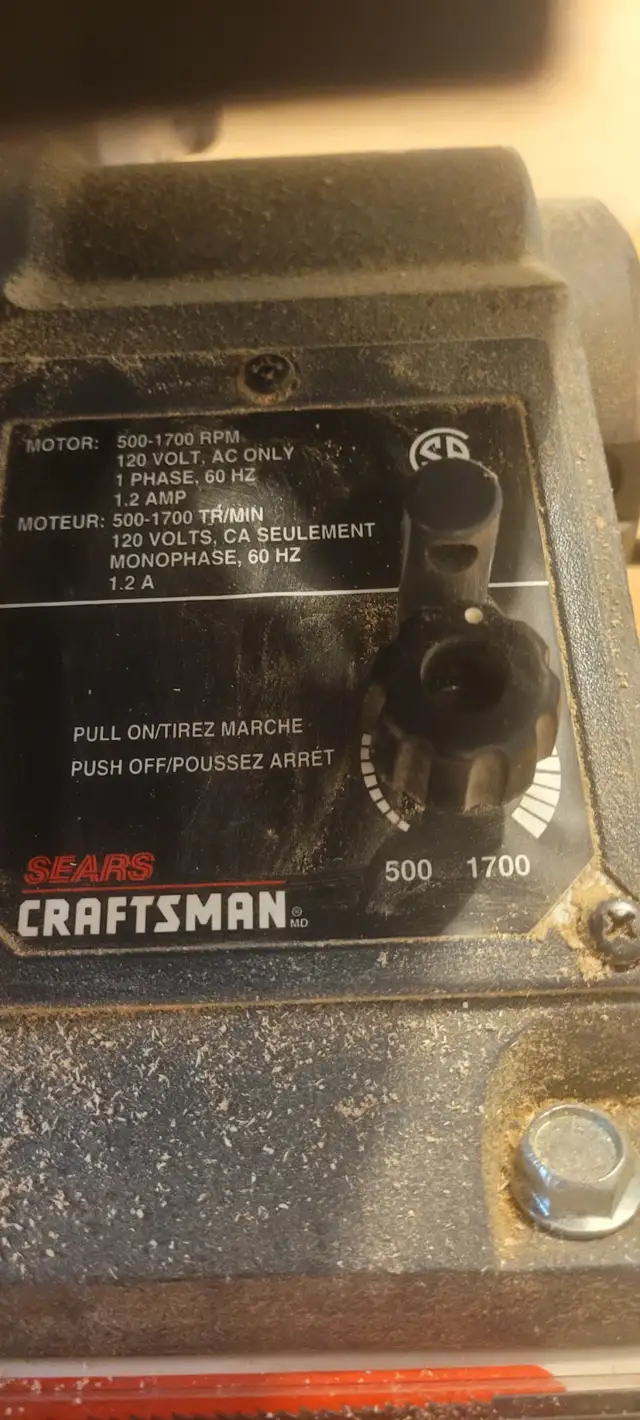 MOTOR: 500-1700 RPM
120 VOLT, AC ONLY
1 PHASE, 60 HZ
1.2 AMP
MOTEUR: 500-1700 TR/MIN
120 VOLTS, CA SEULEMENT
MONOPHASE, 60 HZ
1.2 A
PULL ON/TIREZ MARCHE
PUSH OFF/POUSSEZ ARRÉT
500 1700
SEARS
CRAFTSMAN®
MD